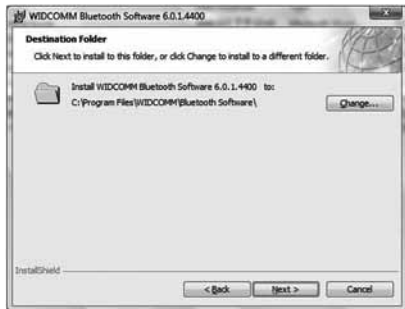 WIDCOMM Bluetooth Software 6.0.1.4400
Destination Folder
Click Next to install to this folder, or click Change to install to a different folder.
Install WIDCOMM Bluetooth Software 6.0.1.4400 to:
C:\Program Files\WIDCOMM\Bluetooth Software\
Change...
InstallShield
< Back
Next >
Cancel